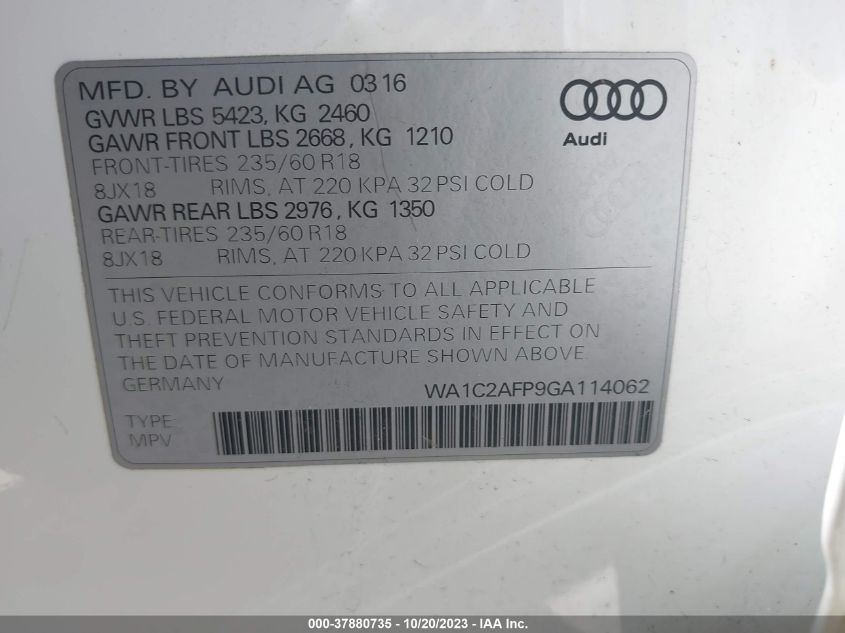 MFD. BY AUDI AG 0316
GVWR LBS 5423, KG 2460
GAWR FRONT LBS 2668, KG 1210
FRONT-TIRES 235/60 R18
8JX18 RIMS, AT 220 KPA 32 PSI COLD
GAWR REAR LBS 2976, KG 1350
REAR-TIRES 235/60 R18
8JX18 RIMS, AT 220 KPA 32 PSI COLD
Audi
THIS VEHICLE CONFORMS TO ALL APPLICABLE
U.S. FEDERAL MOTOR VEHICLE SAFETY AND
THEFT PREVENTION STANDARDS IN EFFECT ON
THE DATE OF MANUFACTURE SHOWN ABOVE.
GERMANY WA1C2AFP9GA114062
TYPE:
MPV
000-37880735 - 10/20/2023 - IAA Inc.